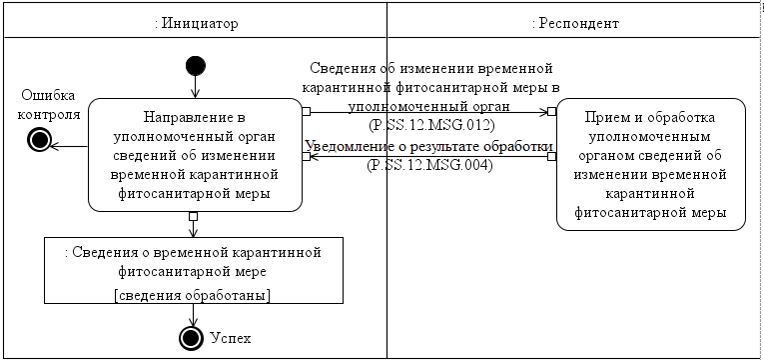 : Инициатор
: Респондент
Ошибка
контроля
Направление в
уполномоченный орган
сведений об изменении
временной карантинной
фитосанитарной меры
Сведения об изменении временной
карантинной фитосанитарной меры в
уполномоченный орган
(P.SS.12.MSG.012)
Уведомление о результате обработки
(P.SS.12.MSG.004)
Прием и обработка
уполномоченным
органом сведений об
изменении временной
карантинной
фитосанитарной меры
: Сведения о временной карантинной
фитосанитарной мере
[сведения обработаны]
Успех